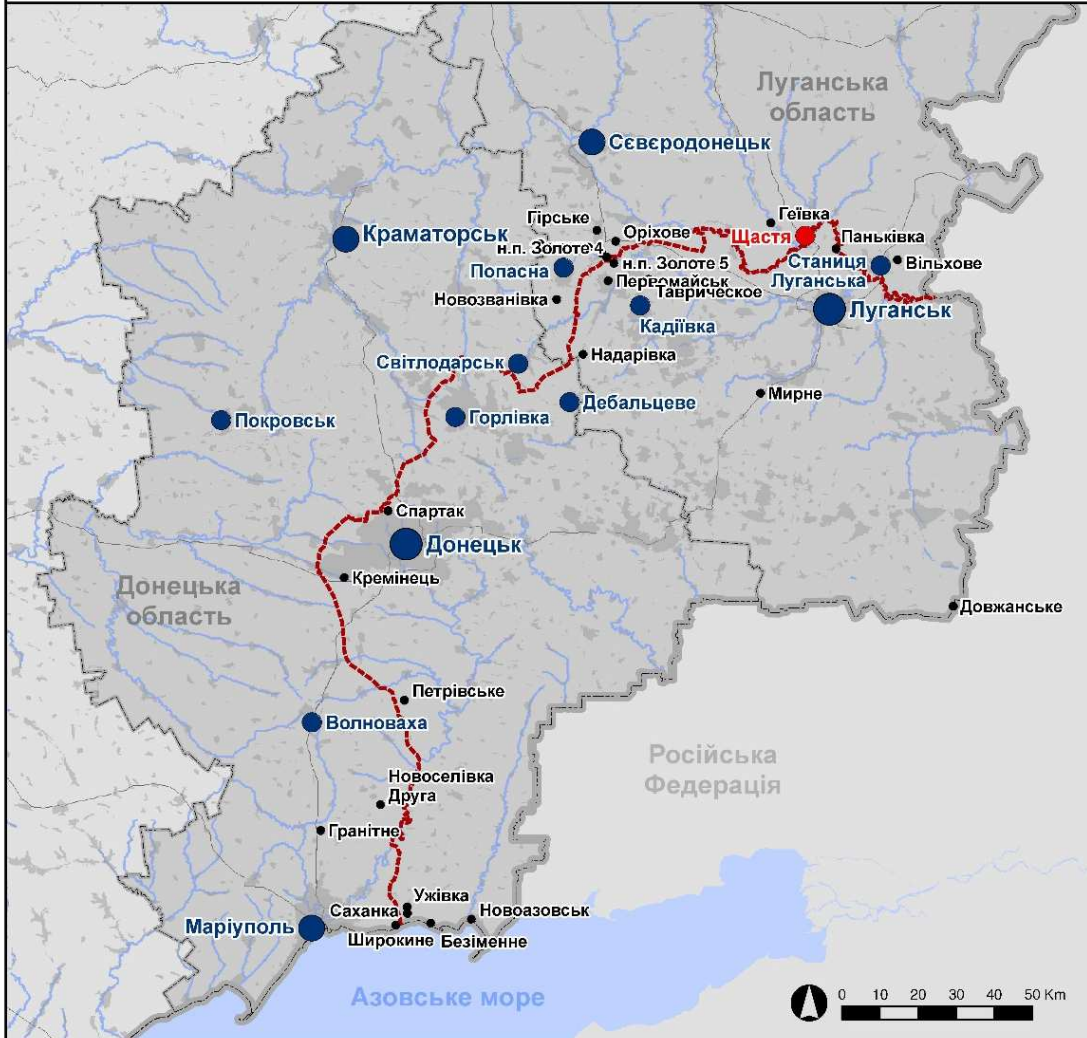 Луганська
область
Сєвєродонецьк
Геївка
Гірське
Оріхове
Щастя
Краматорськ
Паньківка
н.п. Золоте 4
н.п. Золоте 5
Попасна
Станиця
Луганська
Вільхове
Первомайськ
Новозванівка
Таврическое
Луганськ
Кадіївка
Надарівка
Світлодарськ
Мирне
Дебальцеве
Покровськ
Горлівка
Спартак
Донецьк
Кремінець
Донецька
область
Довжанське
Петрівське
Волноваха
Російська
Федерація
Новоселівка
Друга
Гранітне
Ужівка
Саханка
Новоазовськ
Маріуполь
Широкине
Безіменне
Азовське море
0 10 20 30 40 50 Km